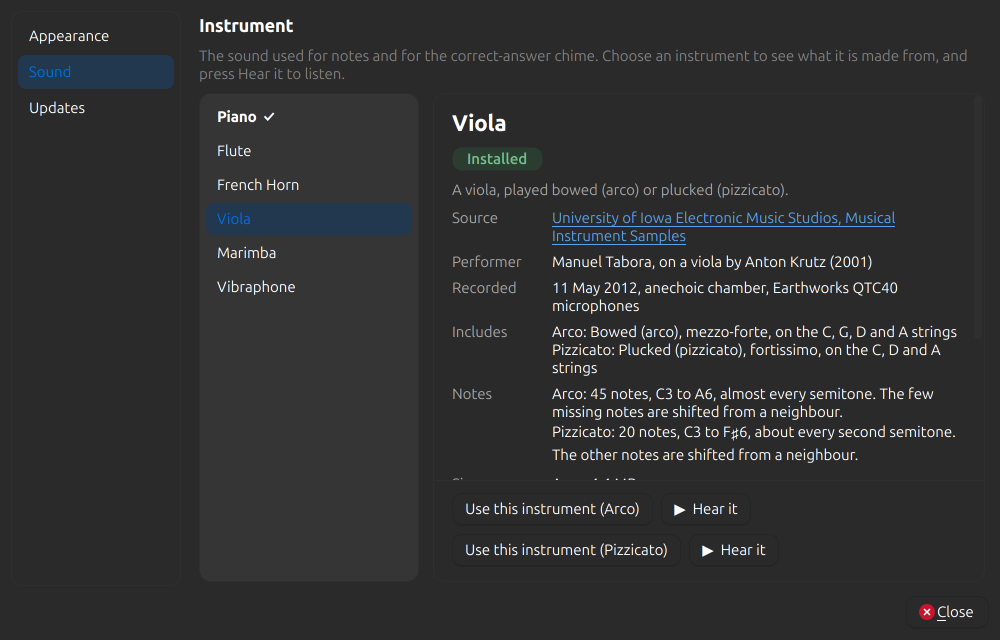 Appearance
Sound
Updates
Instrument
The sound used for notes and for the correct-answer chime. Choose an instrument to see what it is made from, and
press Hear it to listen.
Piano ✓
Flute
French Horn
Viola
Marimba
Vibraphone
Viola
Installed
A viola, played bowed (arco) or plucked (pizzicato).
Source
University of Iowa Electronic Music Studios, Musical
Instrument Samples
Performer
Manuel Tabora, on a viola by Anton Krutz (2001)
Recorded
11 May 2012, anechoic chamber, Earthworks QTC40
microphones
Includes
Arco: Bowed (arco), mezzo-forte, on the C, G, D and A strings
Pizzicato: Plucked (pizzicato), fortissimo, on the C, D and A
strings
Notes
Arco: 45 notes, C3 to A6, almost every semitone. The few
missing notes are shifted from a neighbour.
Pizzicato: 20 notes, C3 to F♯6, about every second semitone.
The other notes are shifted from a neighbour.
Use this instrument (Arco)
▶ Hear it
Use this instrument (Pizzicato)
▶ Hear it
Close